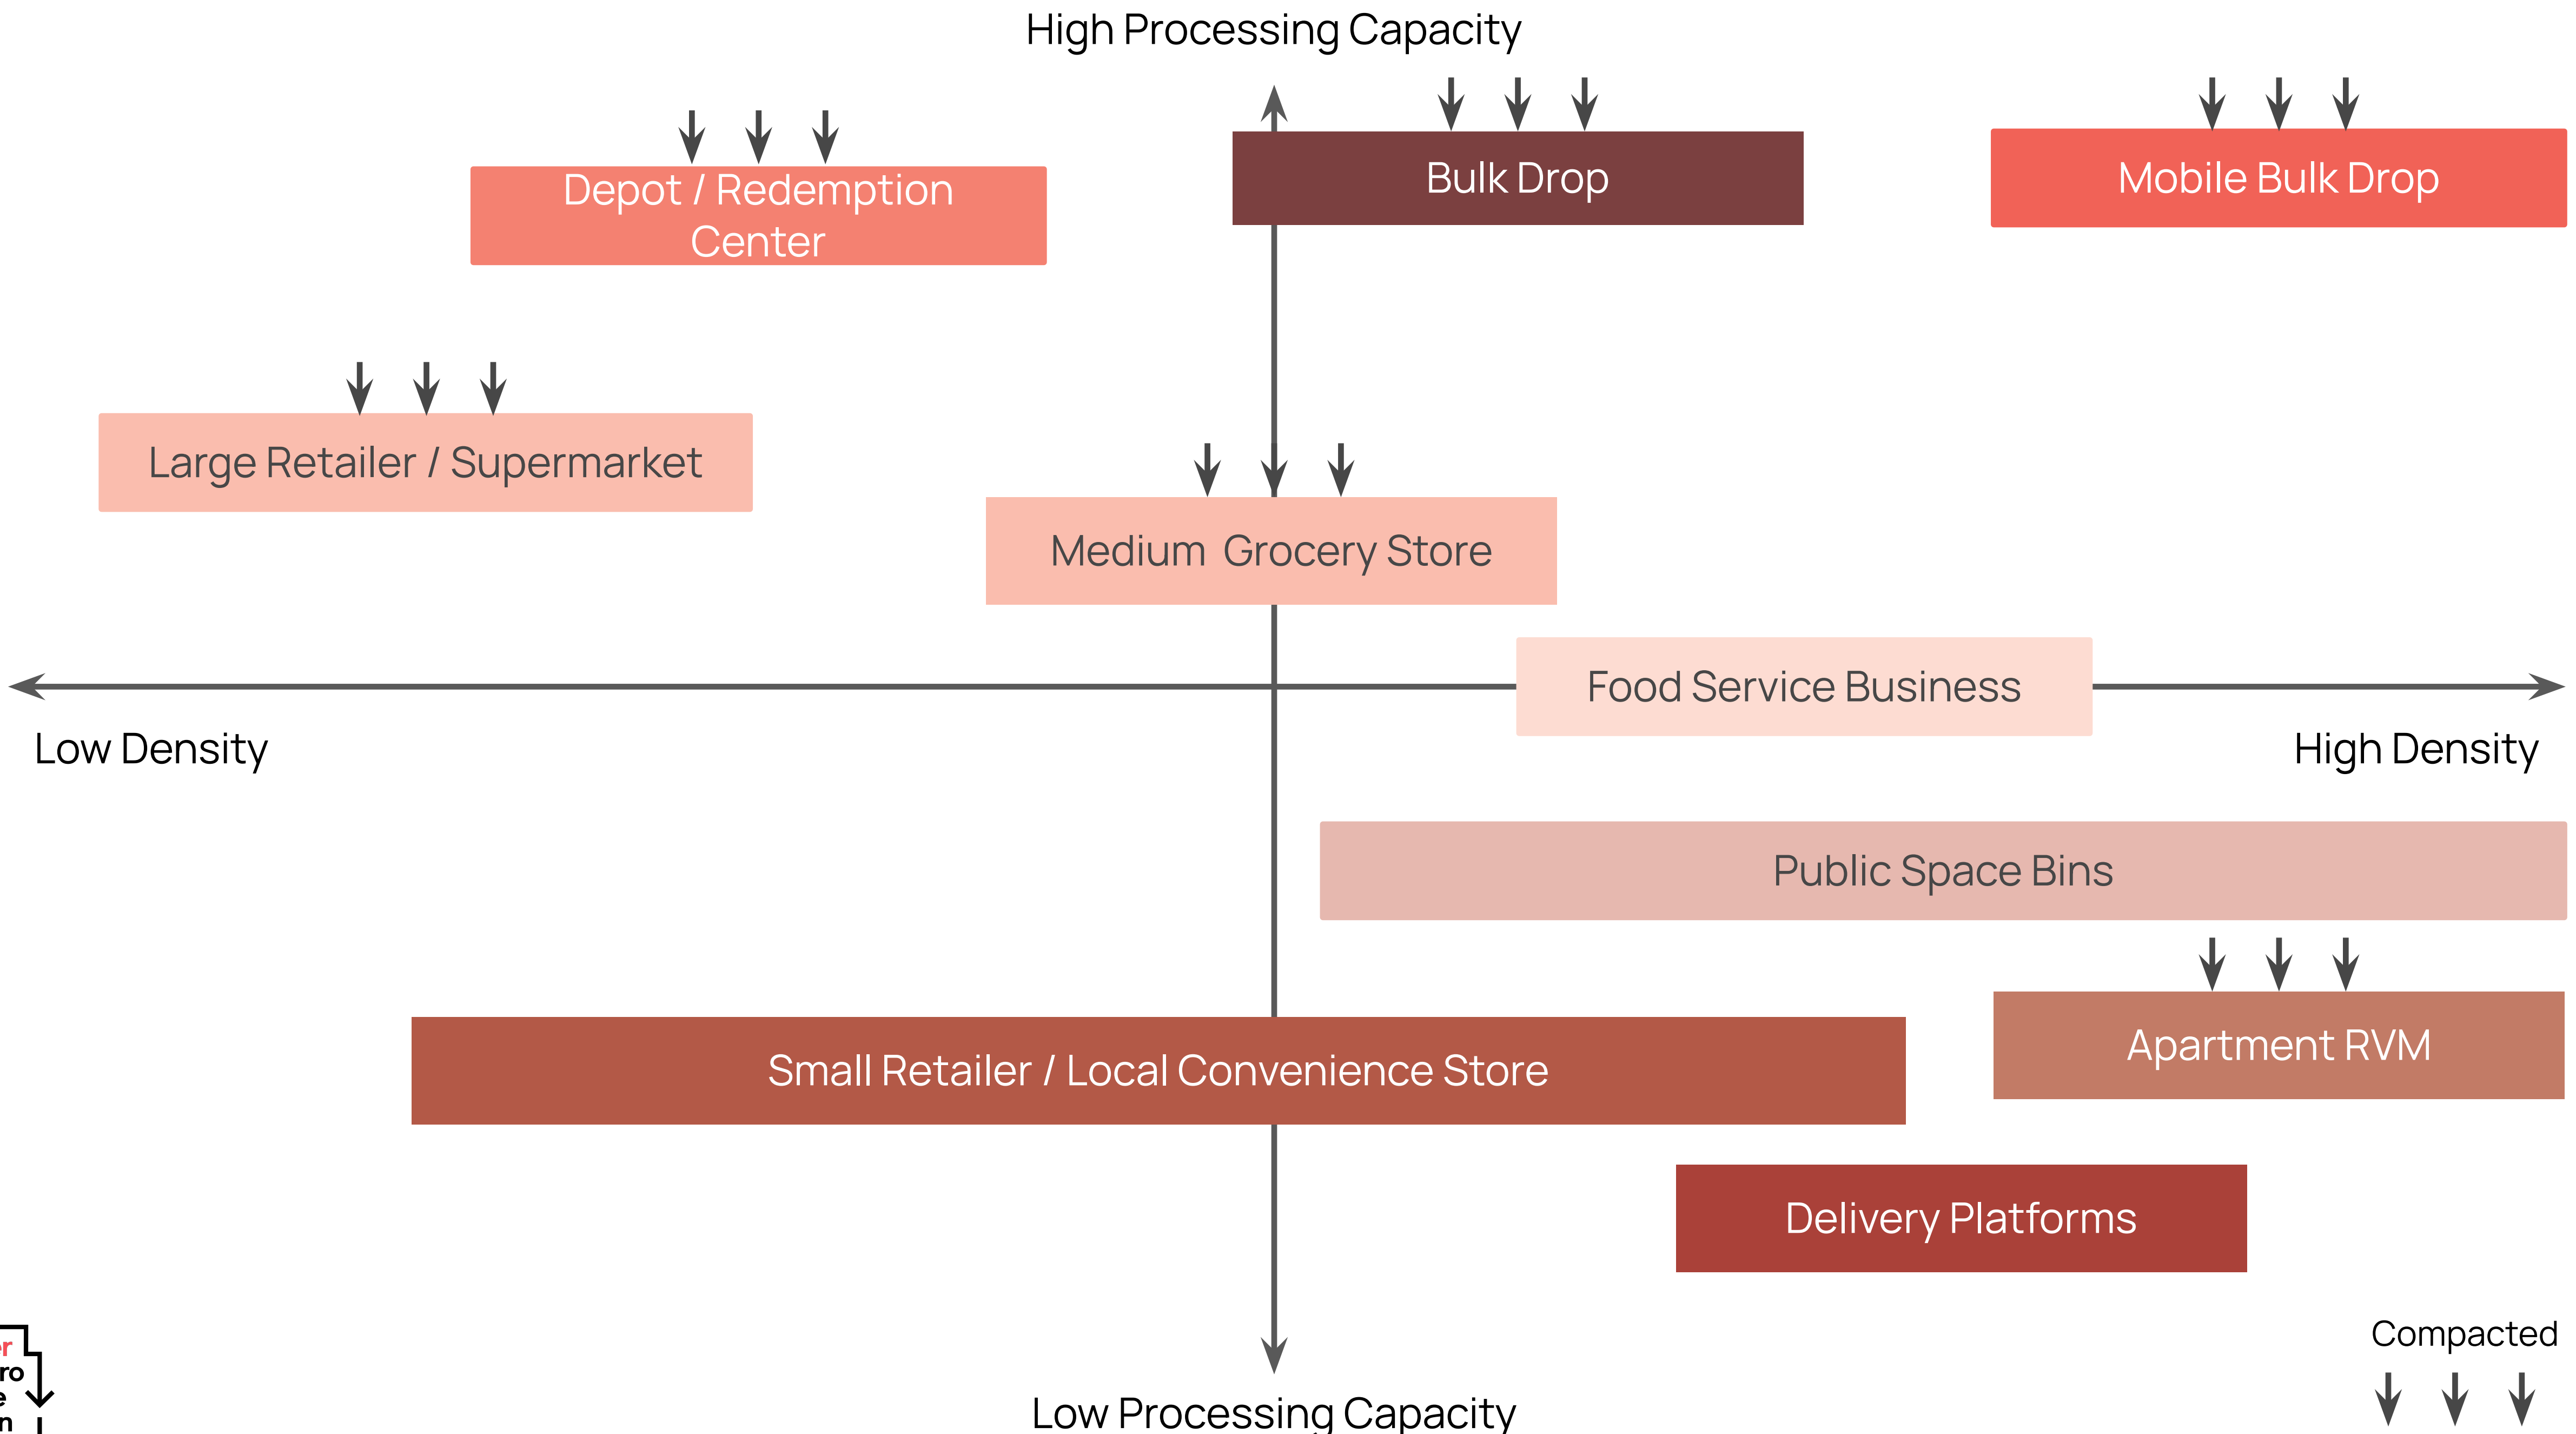 High Processing Capacity
Depot / Redemption
Center
Bulk Drop
Mobile Bulk Drop
Large Retailer / Supermarket
Medium Grocery Store
Food Service Business
Low Density
High Density
Public Space Bins
Apartment RVM
Small Retailer / Local Convenience Store
Delivery Platforms
Compacted
Low Processing Capacity